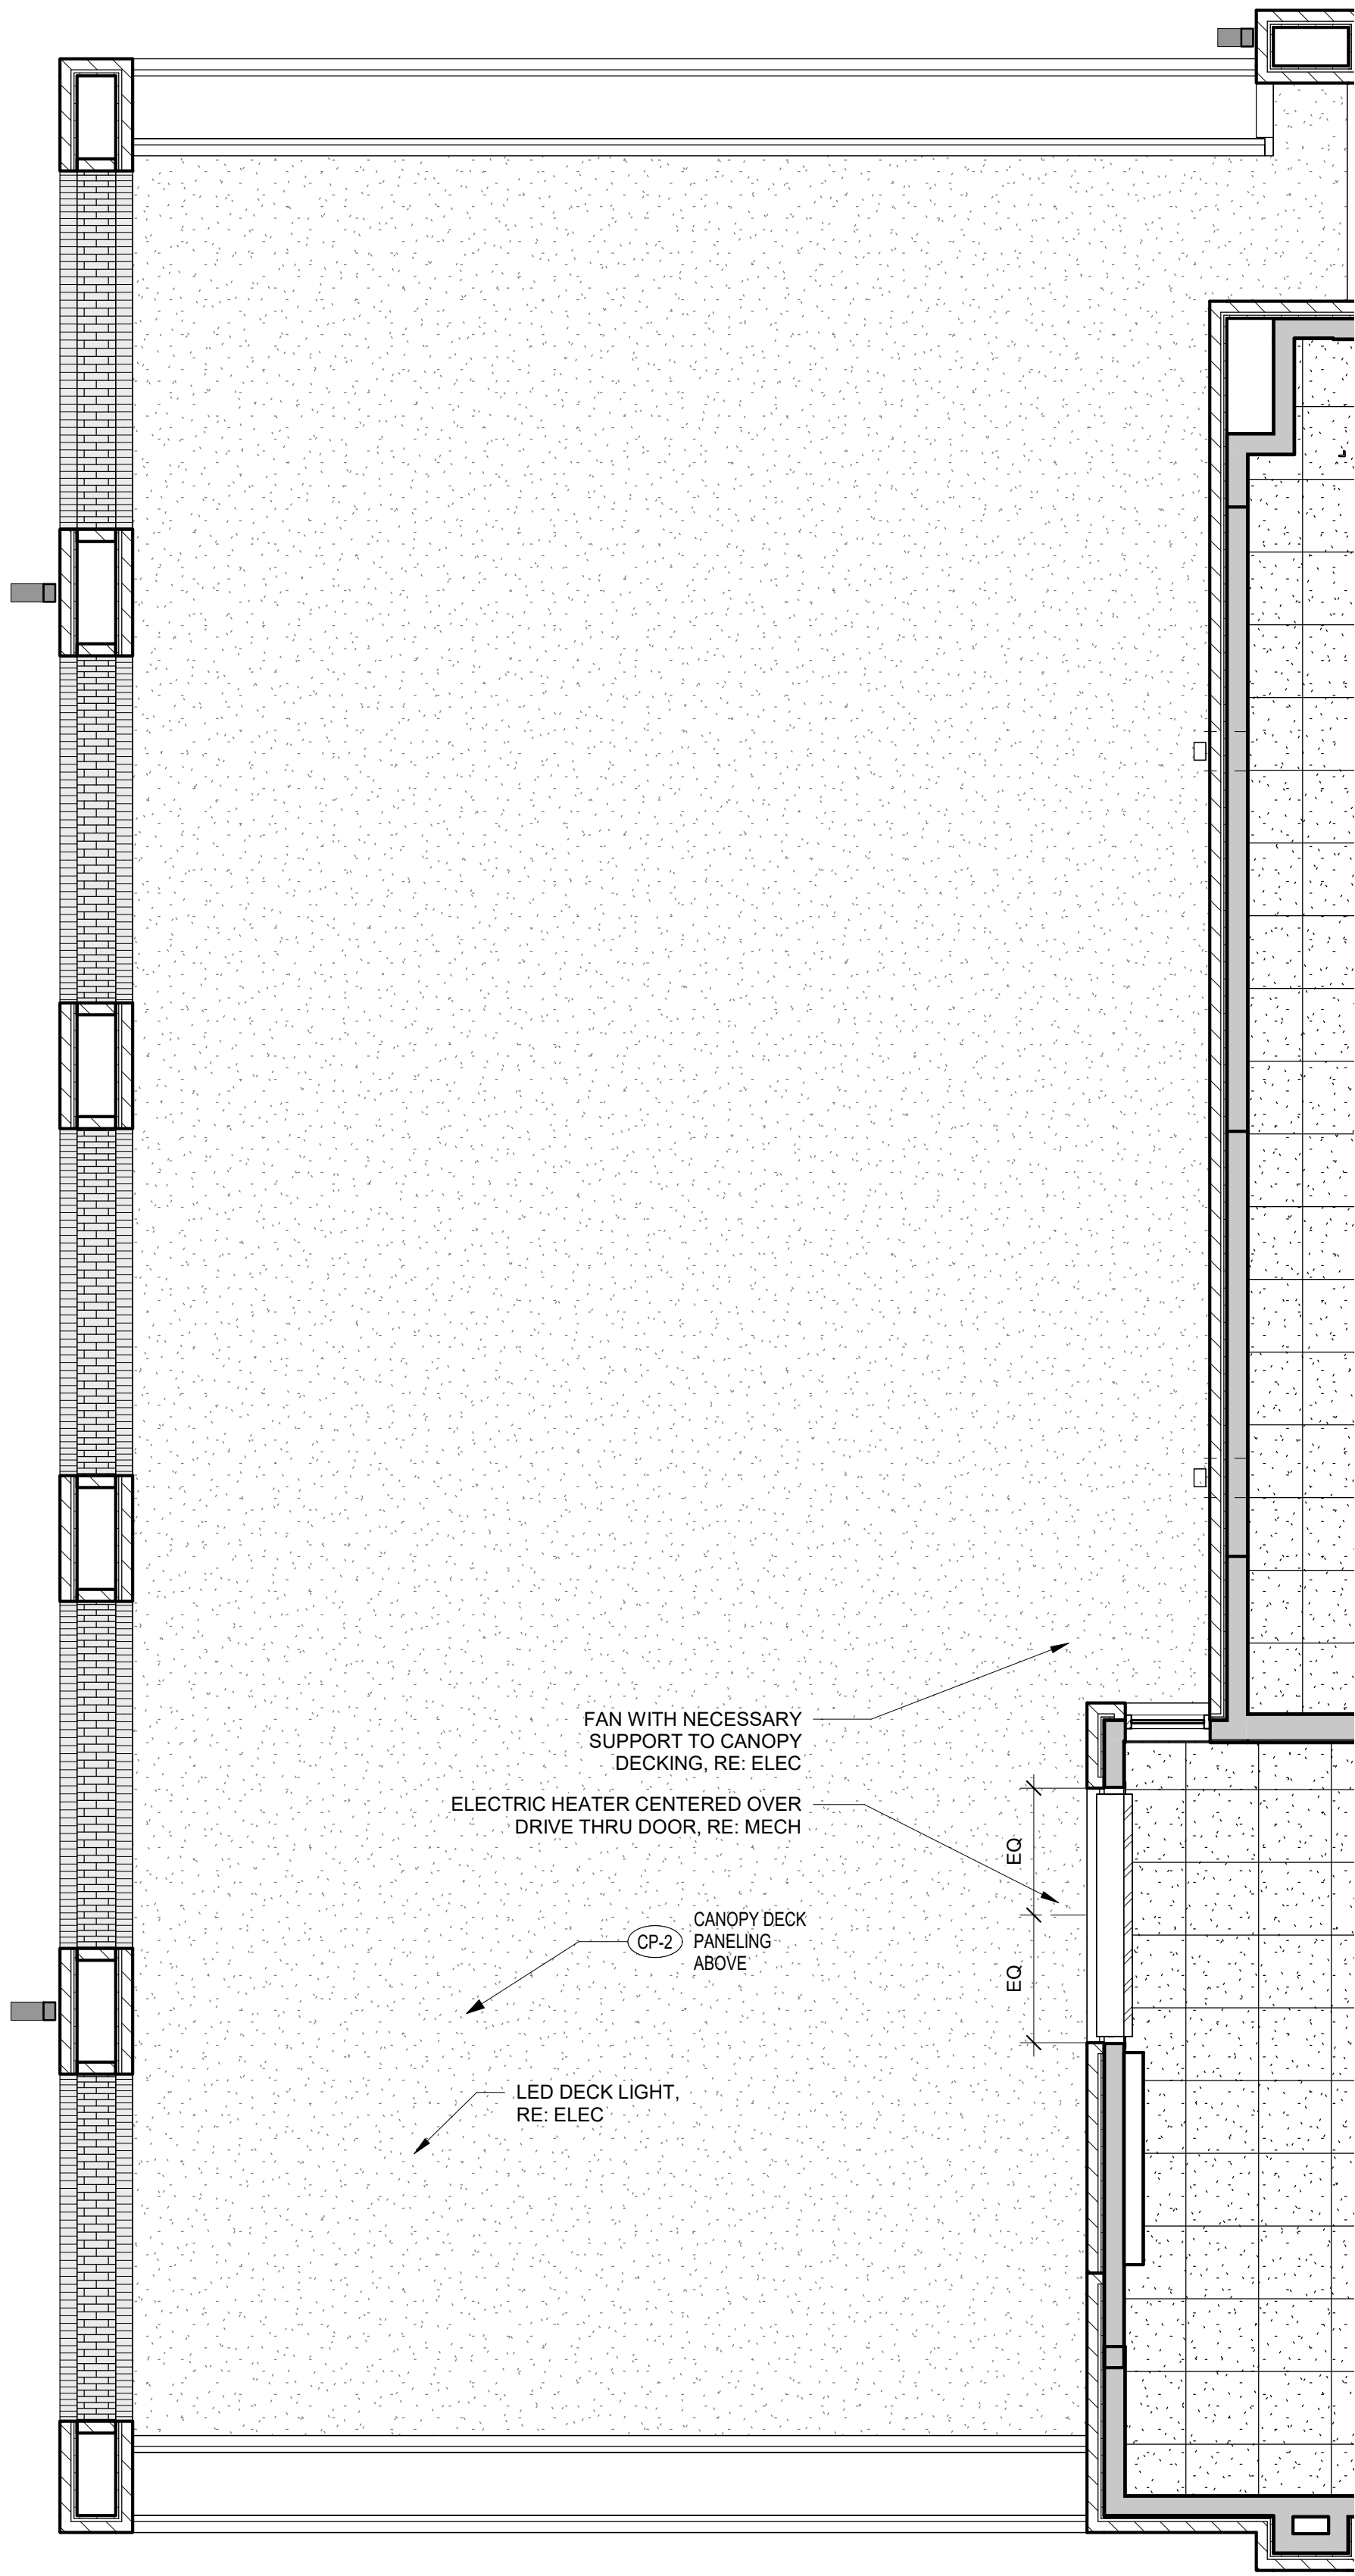 FAN WITH NECESSARY
SUPPORT TO CANOPY
DECKING, RE: ELEC
ELECTRIC HEATER CENTERED OVER
DRIVE THRU DOOR, RE: MECH
EQ
CP-2
CANOPY DECK
PANELING
ABOVE
EQ
LED DECK LIGHT,
RE: ELEC